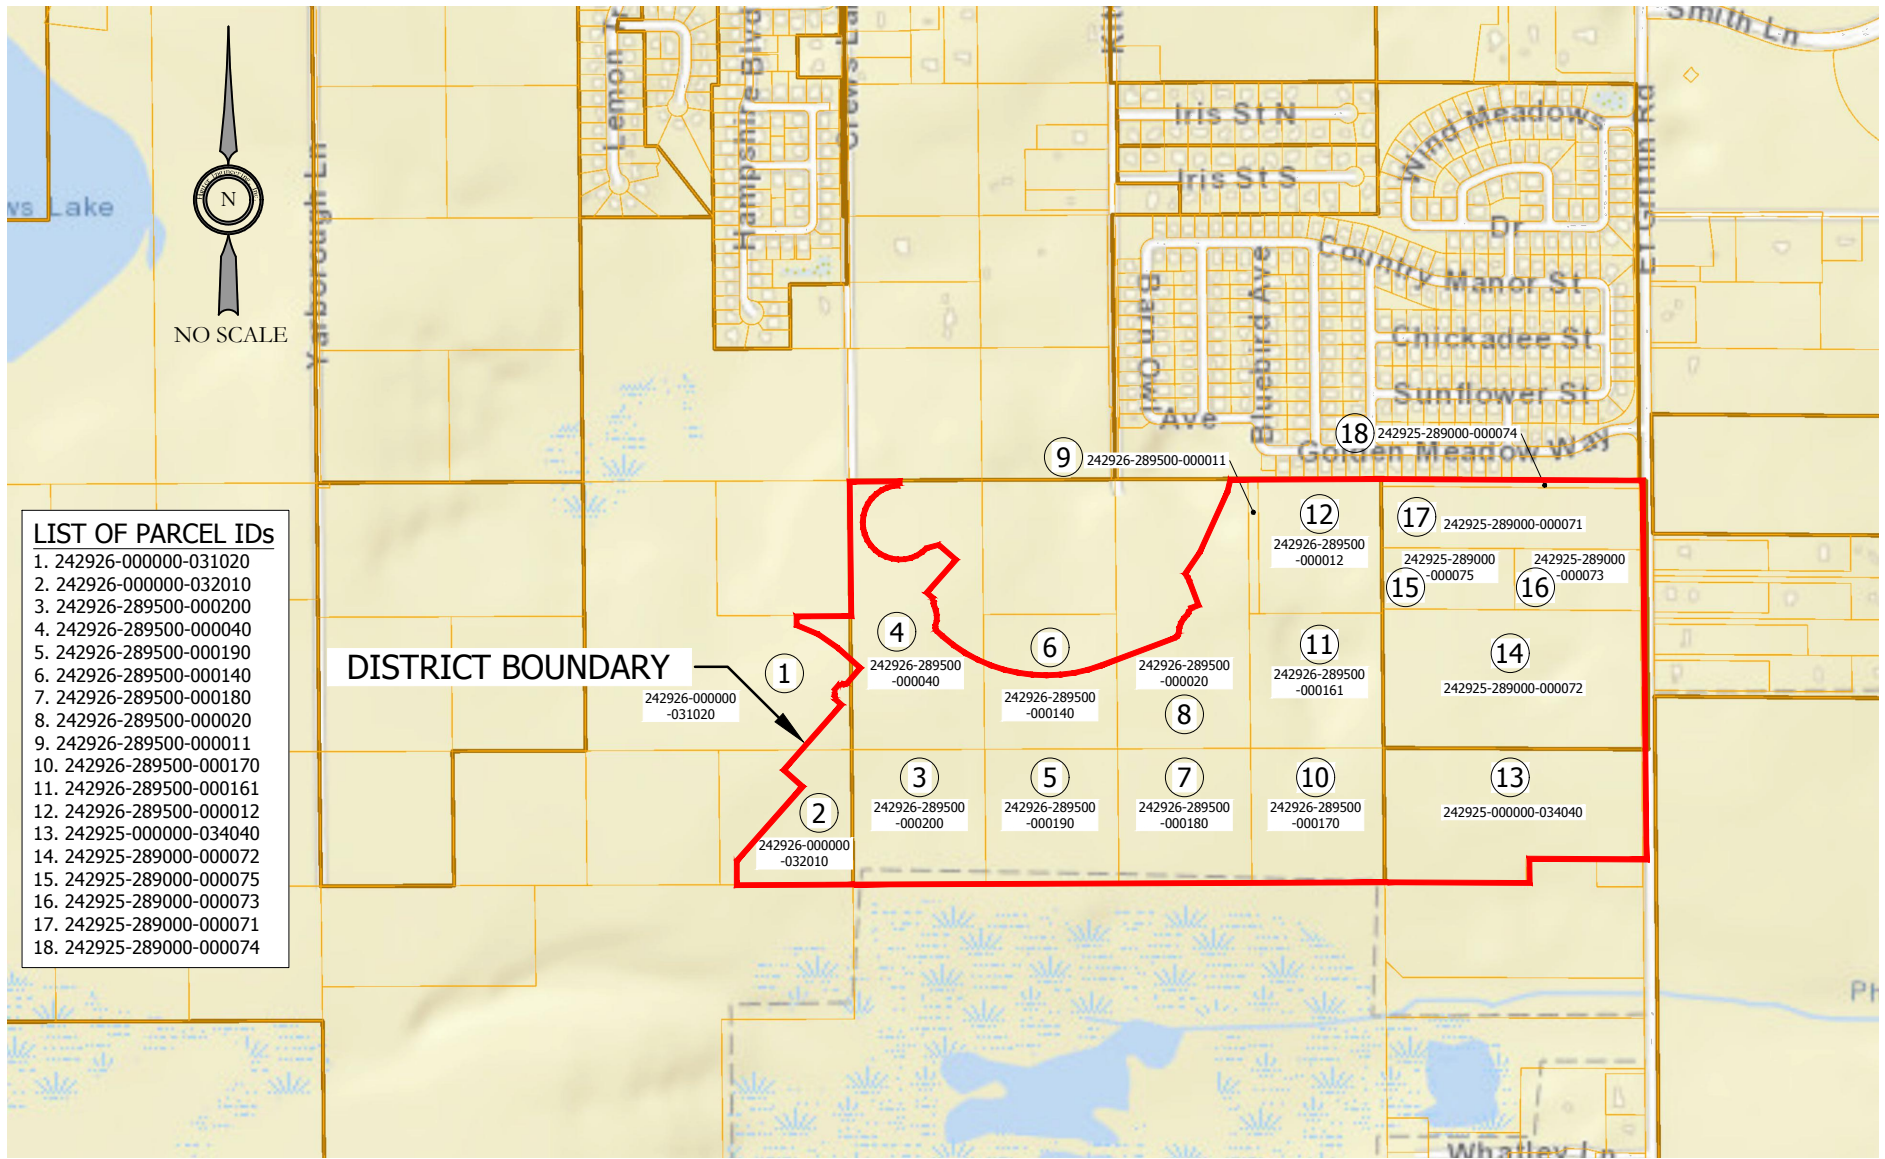 Smith Ln
Lemon
Hampshire Blvd
Crews La
Kit
Iris St N
Iris St S
Wind Meadows
Dr
E I Griffin Rd
ws Lake
N
NO SCALE
Yarborough Ln
Country Manor St
Barn Owl
Ave
Bluebird Ave
Chickadee St
Sunflower St
Golden Meadow Way
18 242925-289000-000074
9 242926-289500-000011
LIST OF PARCEL IDs
1. 242926-000000-031020
2. 242926-000000-032010
3. 242926-289500-000200
4. 242926-289500-000040
5. 242926-289500-000190
6. 242926-289500-000140
7. 242926-289500-000180
8. 242926-289500-000020
9. 242926-289500-000011
10. 242926-289500-000170
11. 242926-289500-000161
12. 242926-289500-000012
13. 242925-000000-034040
14. 242925-289000-000072
15. 242925-289000-000075
16. 242925-289000-000073
17. 242925-289000-000071
18. 242925-289000-000074
12
242926-289500
-000012
17 242925-289000-000071
242925-289000
-000075
15
242925-289000
-000073
16
DISTRICT BOUNDARY
1
242926-000000
-031020
4
242926-289500
-000040
6
242926-289500
-000140
242926-289500
-000020
8
11
242926-289500
-000161
14
242925-289000-000072
2
242926-000000
-032010
3
242926-289500
-000200
5
242926-289500
-000190
7
242926-289500
-000180
10
242926-289500
-000170
13
242925-000000-034040
Ph
Whatley Ln